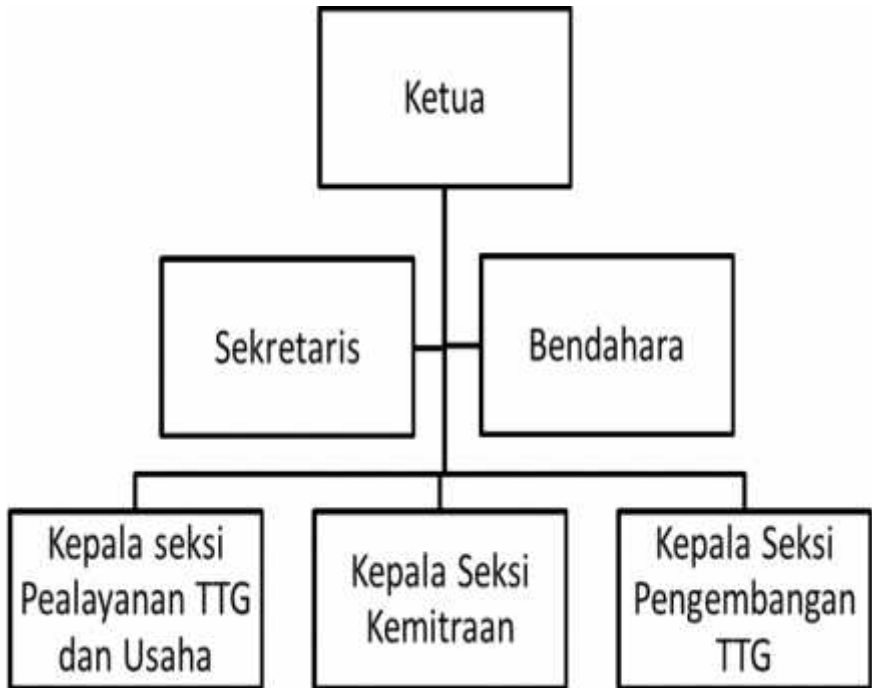 Ketua
Sekretaris
Bendahara
Kepala seksi
Pealayanan TTG
dan Usaha
Kepala Seksi
Kemitraan
Kepala Seksi
Pengembangan
TTG